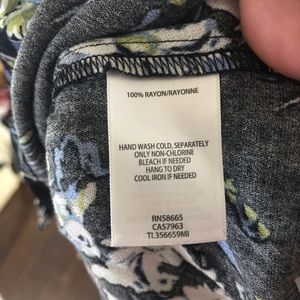 100% RAYON/RAYONNE
HAND WASH COLD, SEPARATELY
ONLY NON-CHLORINE
BLEACH IF NEEDED
HANG TO DRY
COOL IRON IF NEEDED
RN58665
CA57963
TL356659MI